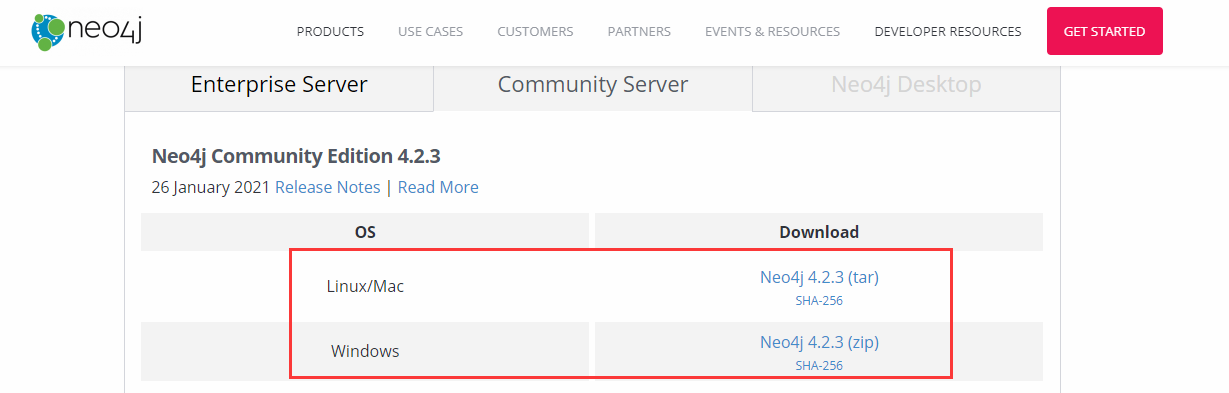 neo4j PRODUCTS USE CASES CUSTOMERS PARTNERS EVENTS & RESOURCES DEVELOPER RESOURCES GET STARTED
Enterprise Server Community Server Neo4j Desktop
Neo4j Community Edition 4.2.3
26 January 2021 Release Notes | Read More
OS Download
Linux/Mac Neo4j 4.2.3 (tar)
SHA-256
Windows Neo4j 4.2.3 (zip)
SHA-256